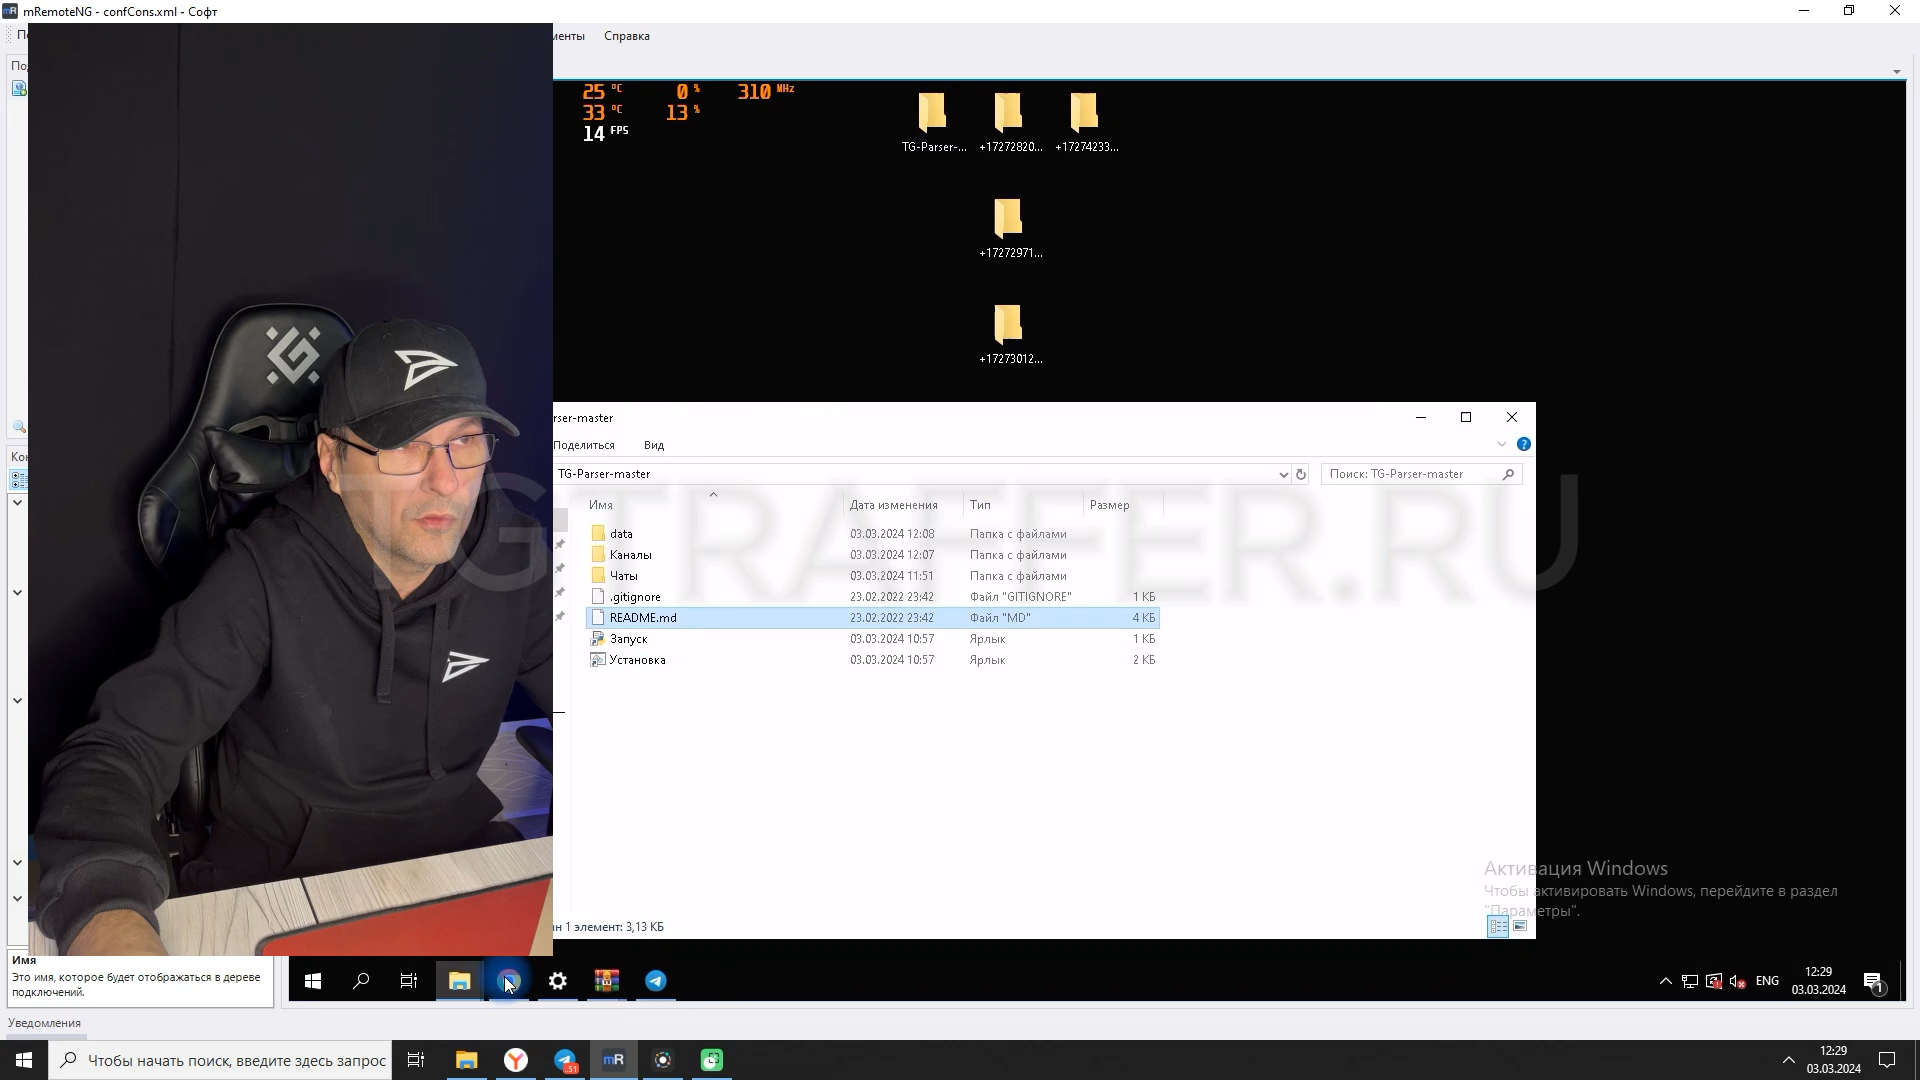 mRemoteNG - confCons.xml - Софт
менты Справка
25 °C 0 % 310 MHz
33 °C 13 %
14 FPS
TG-Parser-...
+17272820...
+17274233...
+17272971...
+17273012...
rser-master
Поделиться Вид
TG-Parser-master
Поиск: TG-Parser-master
Имя Дата изменения Тип Размер
data 03.03.2024 12:08 Папка с файлами
Каналы 03.03.2024 12:07 Папка с файлами
Чаты 03.03.2024 11:51 Папка с файлами
.gitignore 23.02.2022 23:42 Файл "GITIGNORE" 1 КБ
README.md 23.02.2022 23:42 Файл "MD" 4 КБ
Запуск 03.03.2024 10:57 Ярлык 1 КБ
Установка 03.03.2024 10:57 Ярлык 2 КБ
TGTRAFFER.RU
Активация Windows
Чтобы активировать Windows, перейдите в раздел
"Параметры".
ан 1 элемент: 3,13 КБ
Имя
Это имя, которое будет отображаться в дереве
подключений.
ENG
12:29
03.03.2024
1
Уведомления
Чтобы начать поиск, введите здесь запрос
51
mR
12:29
03.03.2024